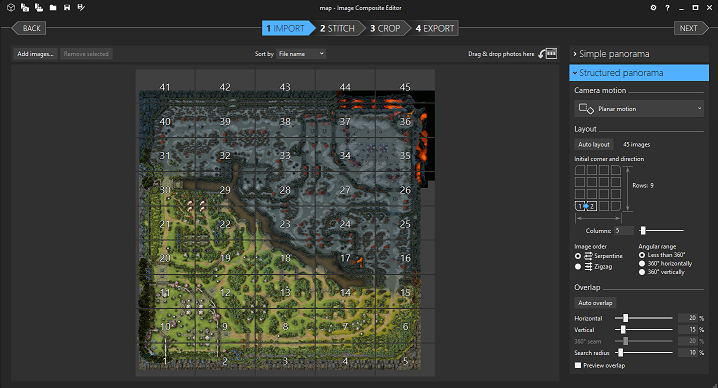 map - Image Composite Editor
BACK
1 IMPORT
2 STITCH
3 CROP
4 EXPORT
NEXT
Add images...
Remove selected
Sort by
File name
Drag & drop photos here
Simple panorama
Structured panorama
Camera motion
Planar motion
Layout
Auto layout
45 images
Initial corner and direction
1 2
Rows: 9
Columns: 5
Image order
Angular range
Serpentine
Less than 360°
Zigzag
360° horizontally
360° vertically
Overlap
Auto overlap
Horizontal 20 %
Vertical 15 %
360° seam 20 %
Search radius 10 %
Preview overlap
41 42 43 44 45
40 39 38 37 36
31 32 33 34 35
30 29 28 27 26
21 22 23 24 25
20 19 18 17 16
11 12 13 14 15
10 9 8 7 6
1 2 3 4 5